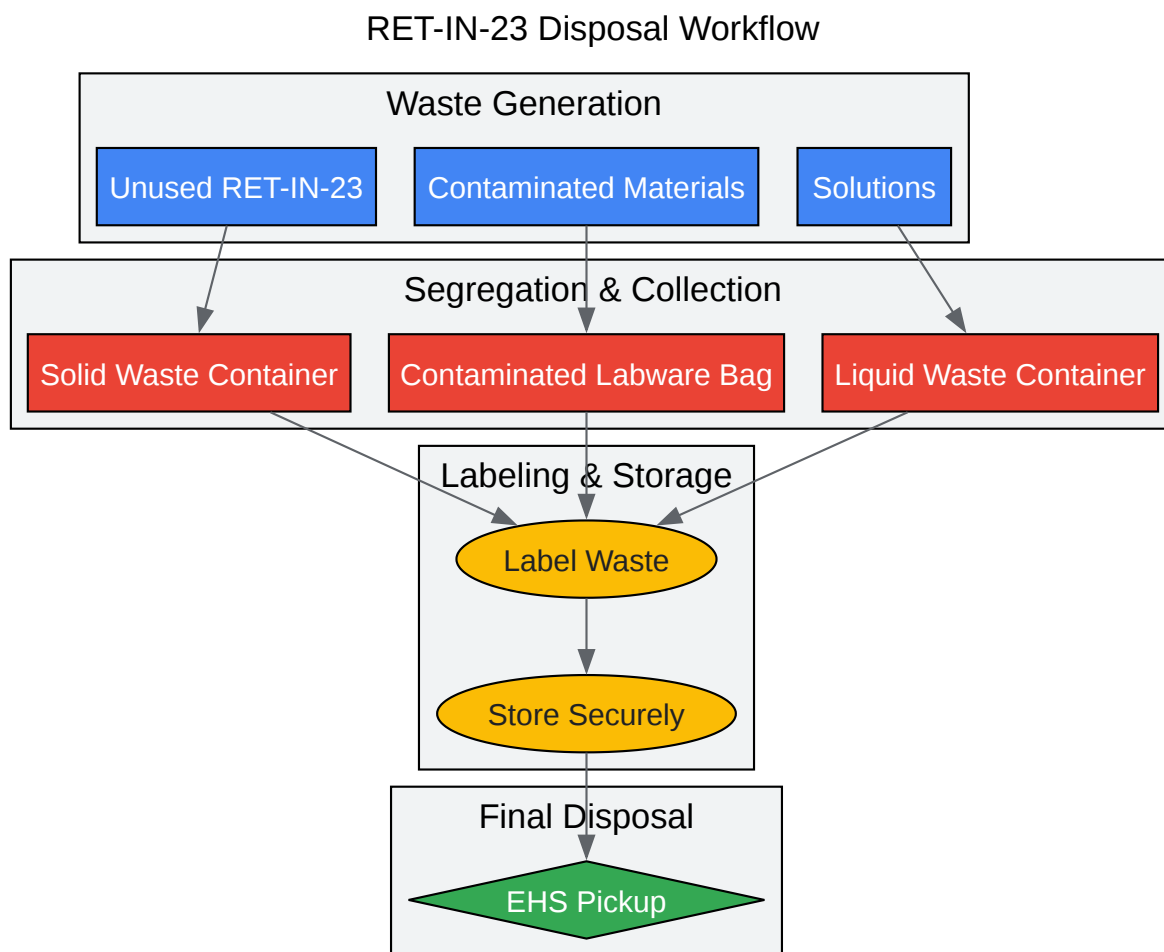 RET-IN-23 Disposal Workflow
Waste Generation
Unused RET-IN-23
Contaminated Materials
Solutions
Segregation & Collection
Solid Waste Container
Contaminated Labware Bag
Liquid Waste Container
Labeling & Storage
Label Waste
Store Securely
Final Disposal
EHS Pickup